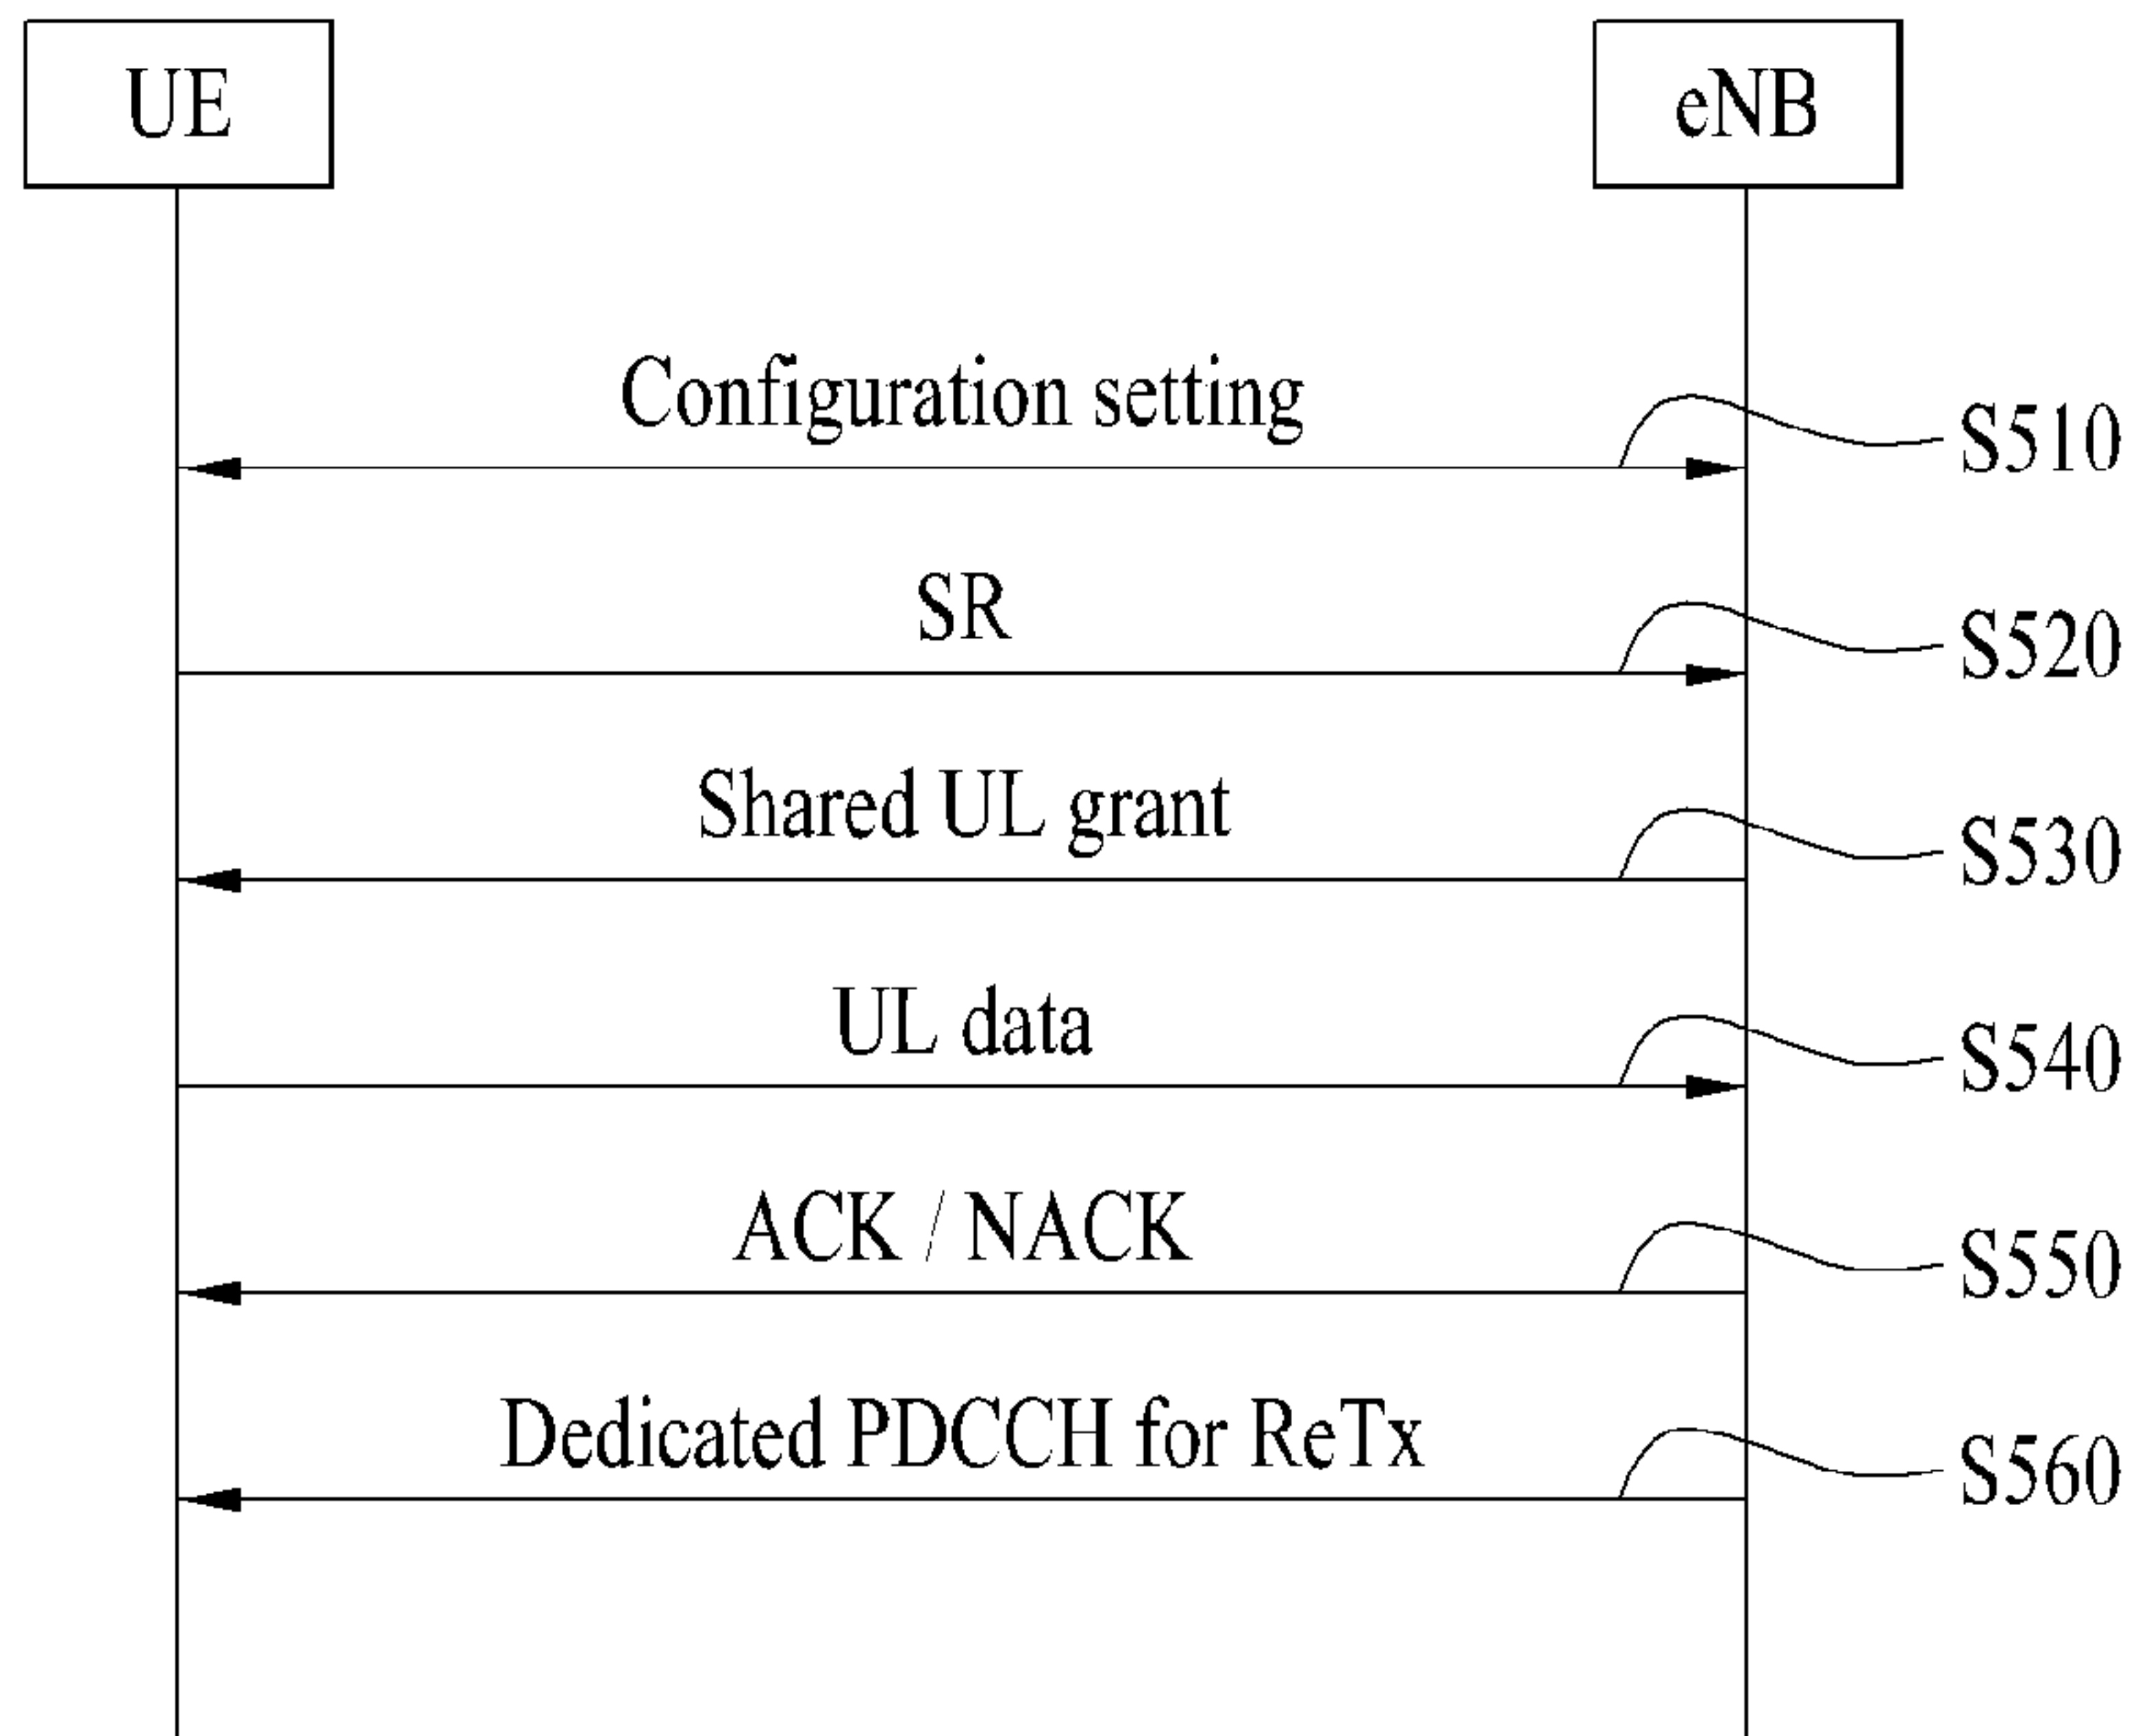 UE
eNB
Configuration setting
S510
SR
S520
Shared UL grant
S530
UL data
S540
ACK / NACK
S550
Dedicated PDCCH for ReTx
S560